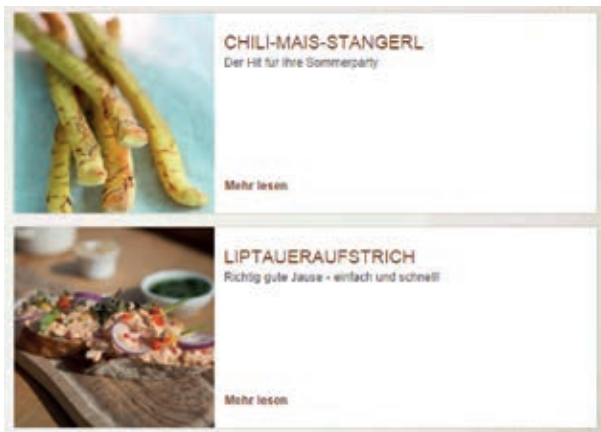 CHILI-MAIS-STANGERL
Der Hit für Ihre Sommerparty
Mehr lesen
LIPTAUERAUFSTRICH
Richtig gute Jause - einfach und schnell!
Mehr lesen